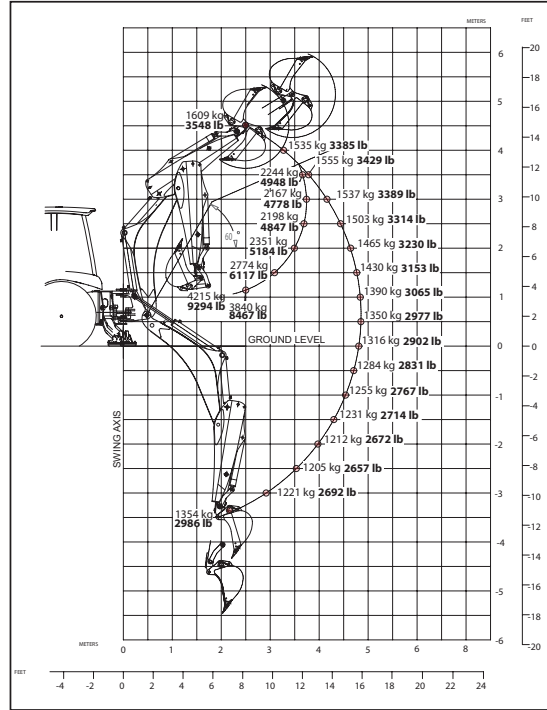 METERS
FEET
1609 kg
3548 lb
1535 kg 3385 lb
1555 kg 3429 lb
2244 kg
4948 lb
2167 kg
4778 lb
1537 kg 3389 lb
2198 kg
4847 lb
1503 kg 3314 lb
60°
2351 kg
5184 lb
1465 kg 3230 lb
2774 kg
6117 lb
1430 kg 3153 lb
4215 kg
9294 lb
3840 kg
8467 lb
1390 kg 3065 lb
1350 kg 2977 lb
GROUND LEVEL
1316 kg 2902 lb
1284 kg 2831 lb
1255 kg 2767 lb
1231 kg 2714 lb
1212 kg 2672 lb
1205 kg 2657 lb
1221 kg 2692 lb
1354 kg
2986 lb
SWING AXIS
6
5
4
3
2
1
0
-1
-2
-3
-4
-5
-6
20
16
14
12
10
8
6
4
2
0
-2
-4
-6
-8
-10
-12
-14
-16
-18
-20
METERS
0 1 2 3 4 5 6 8
FEET
-4 -2 0 2 4 6 8 10 12 14 16 18 20 22 24